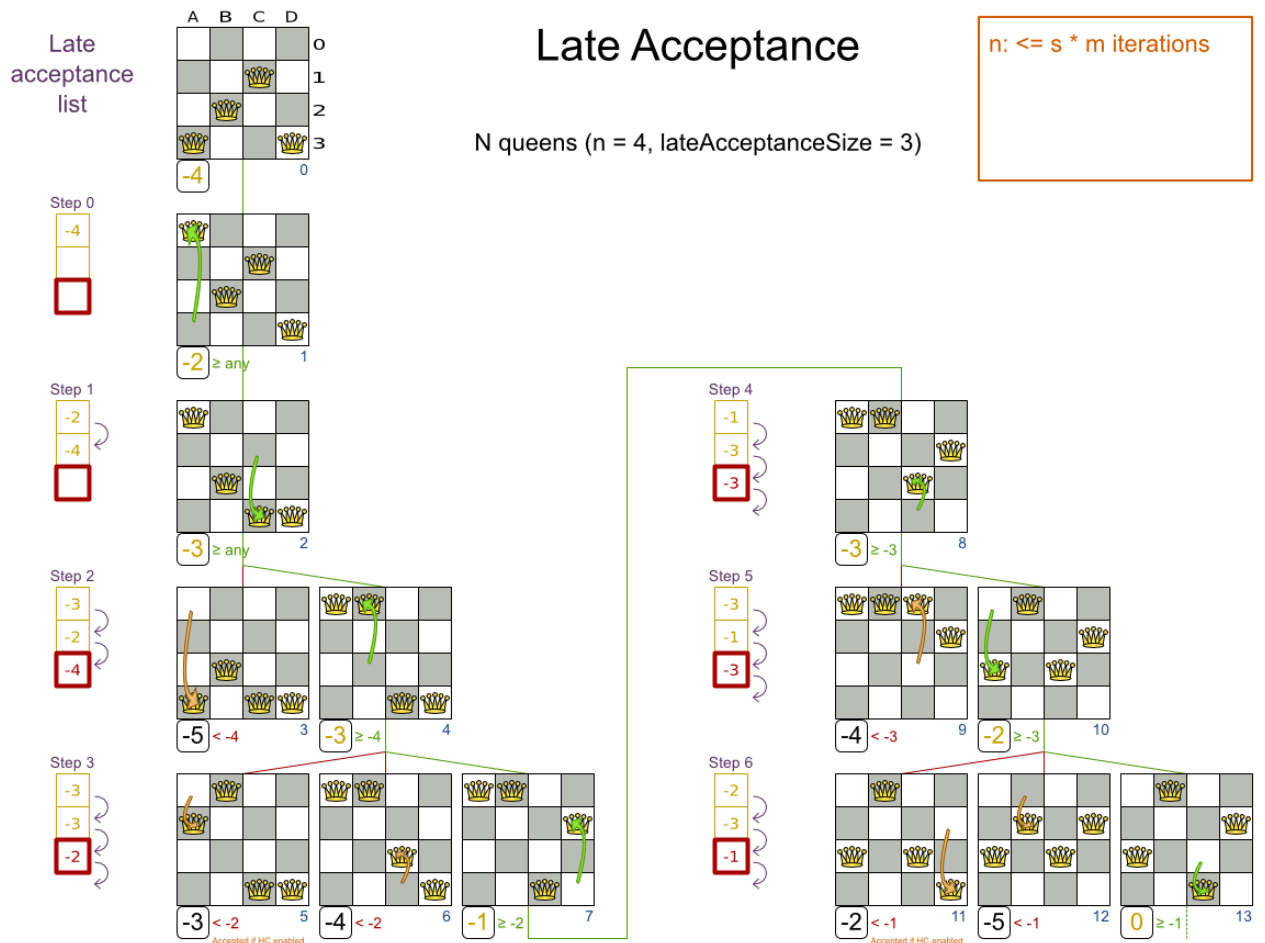 Late
acceptance
list
A B C D
0
1
2
3
-4
0
Late Acceptance
N queens (n = 4, lateAcceptanceSize = 3)
n: <= s * m iterations
Step 0
-4
-2 ≥ any
1
Step 1
-2
-4
-3 ≥ any
2
Step 2
-3
-2
-4
-5 < -4
3
-3 ≥ -4
4
Step 3
-3
-3
-2
-3 < -2
5
Accepted if HC enabled
-4 < -2
6
-1 ≥ -2
7
Step 4
-1
-3
-3
-3 ≥ -3
8
Step 5
-3
-1
-3
-4 < -3
9
-2 ≥ -3
10
Step 6
-2
-3
-1
-2 < -1
11
Accepted if HC enabled
-5 < -1
12
0 ≥ -1
13